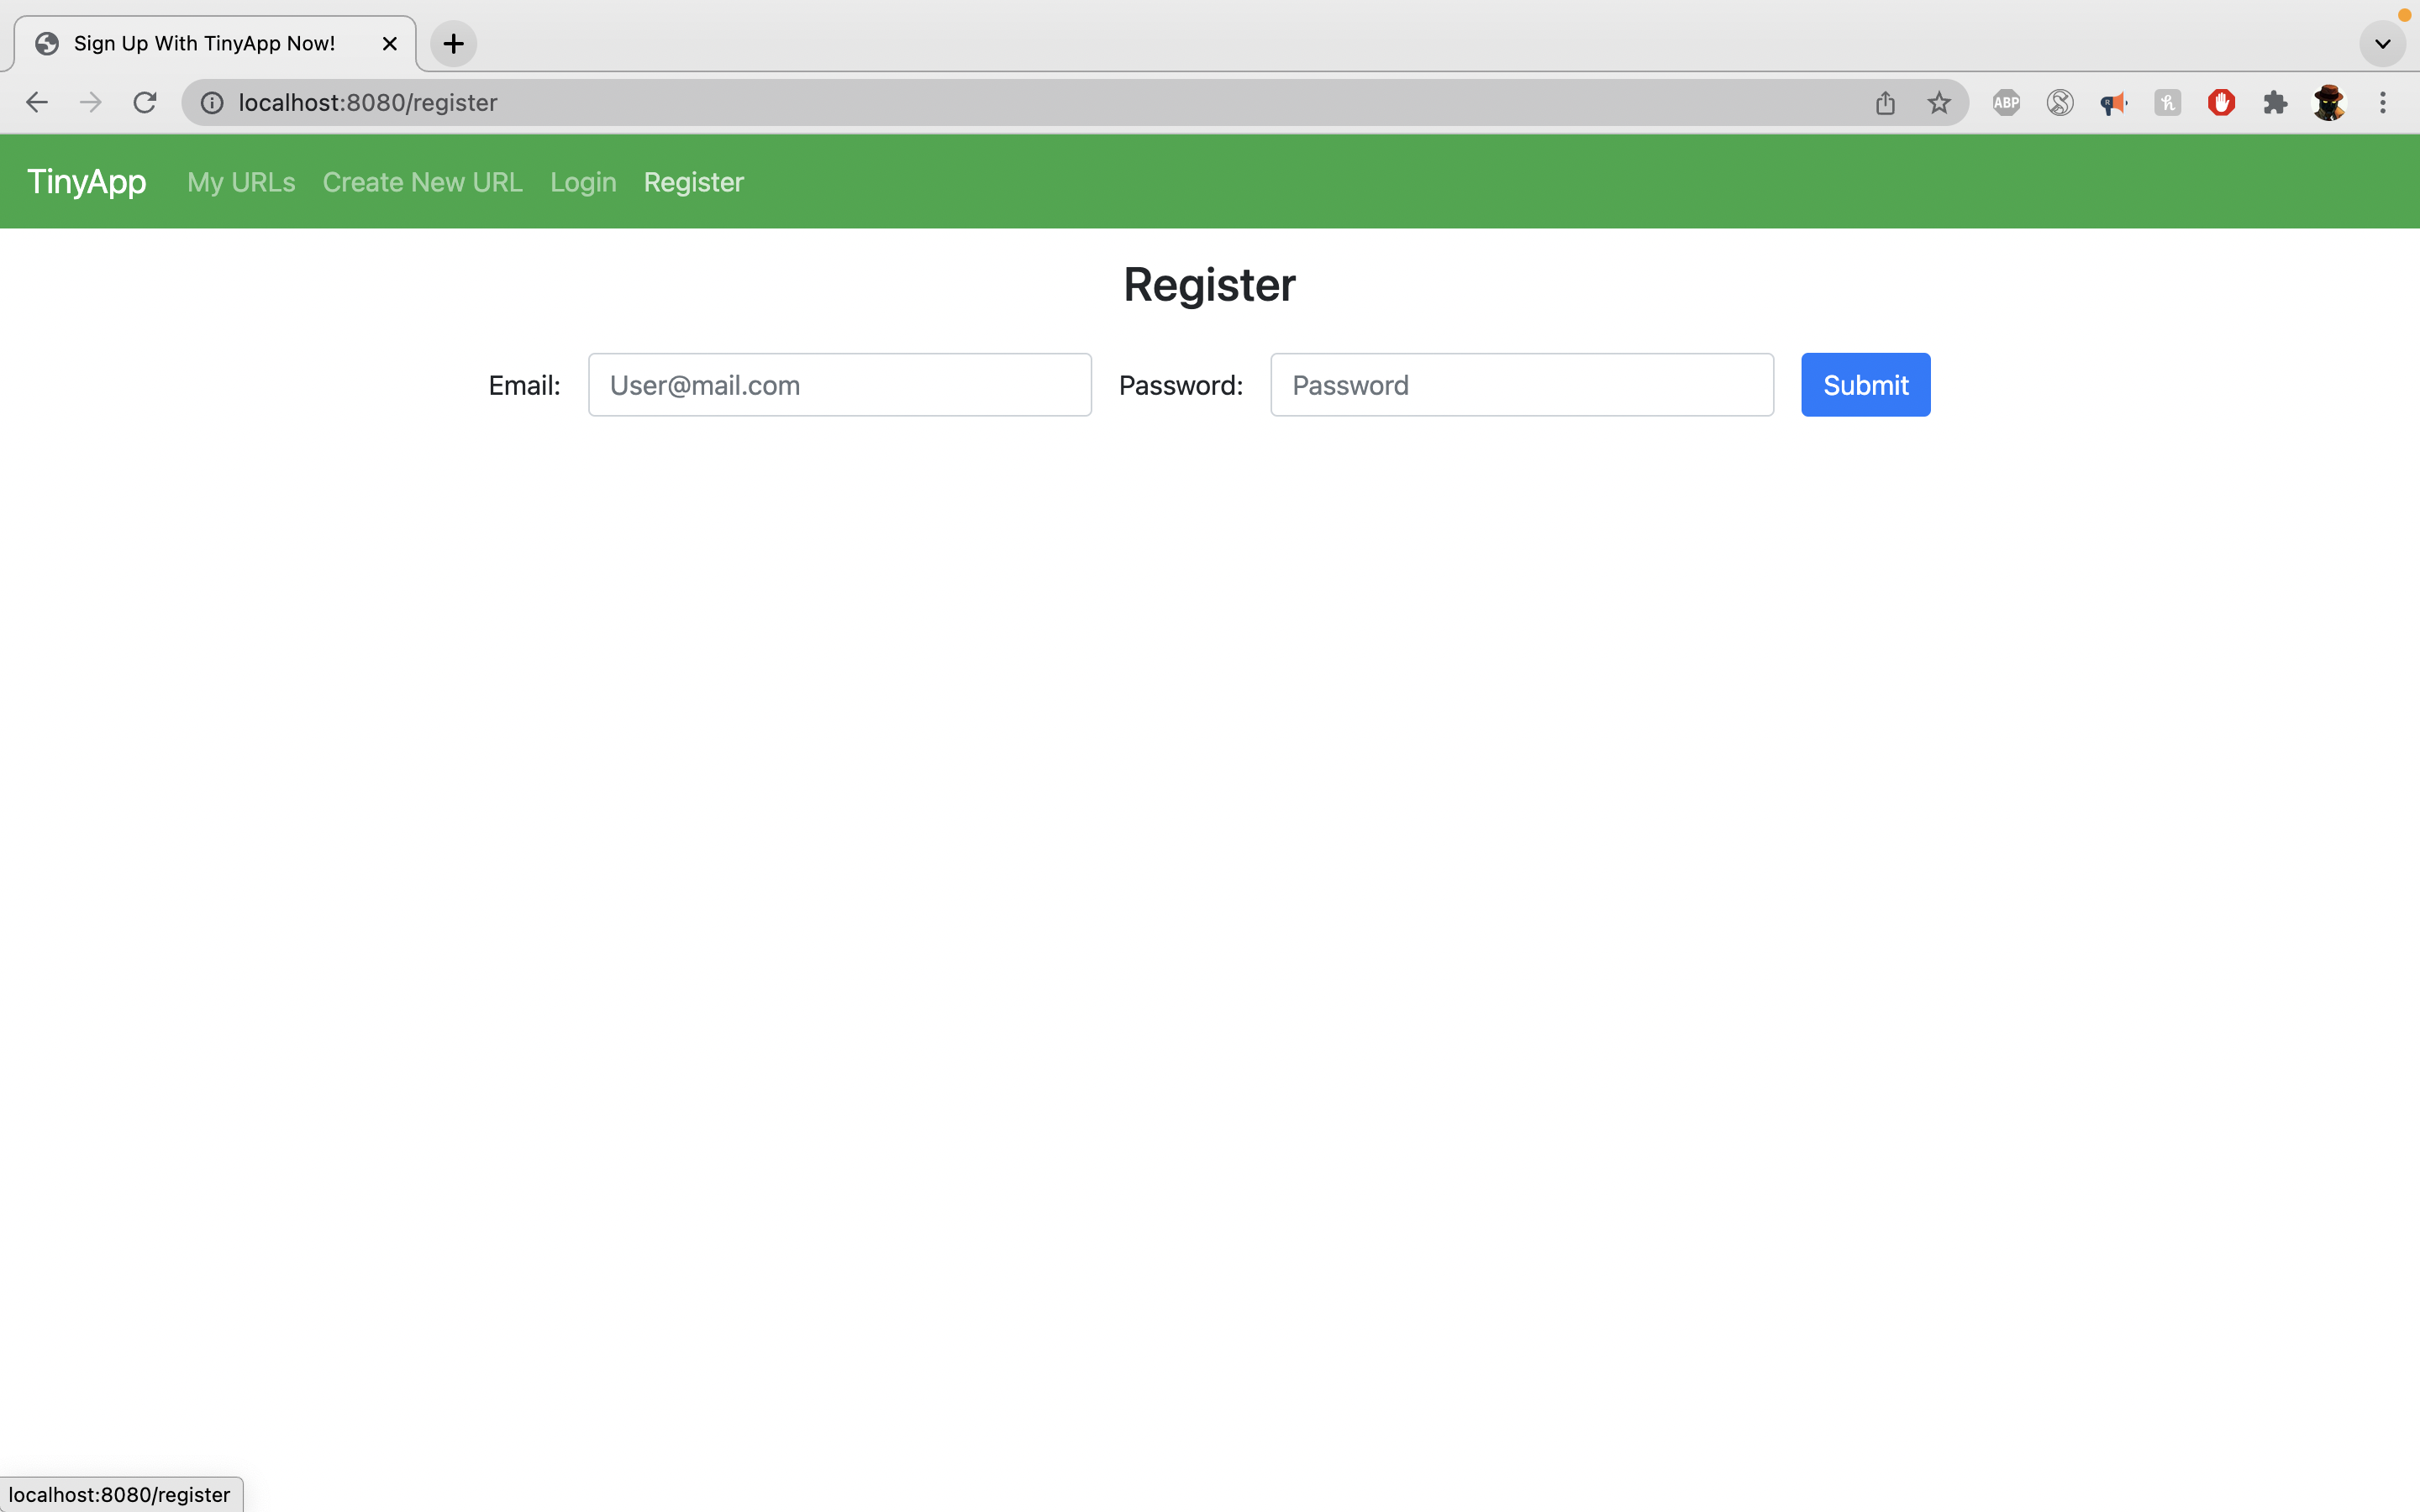 Sign Up With TinyApp Now!
localhost:8080/register
ABP
TinyApp My URLs Create New URL Login Register
Register
Email: User@mail.com Password: Password Submit
localhost:8080/register